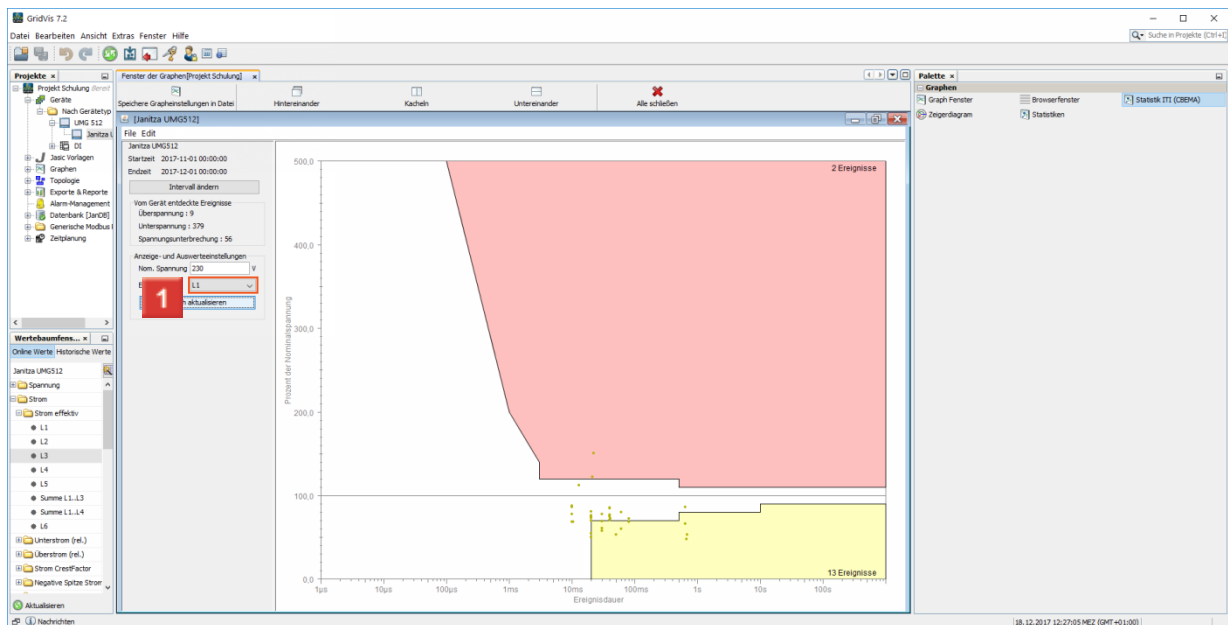 GridVis 7.2
Datei Bearbeiten Ansicht Extras Fenster Hilfe
Suche in Projekte (Ctrl+I)
Projekte
Projekt Schulung Bereit
Geräte
Nach Gerätetyp
UMG 512
Janitza U
DI
Jasic Vorlagen
Graphen
Topologie
Exporte & Reporte
Alarm-Management
Datenbank [JanDB]
Generische Modbus
Zeitplanung
Wertebaumfens...
Online Werte Historische Werte
Janitza UMG512
Spannung
Strom
Strom effektiv
L1
L2
L3
L4
L5
Summe L1..L3
Summe L1..L4
L6
Unterstrom (rel.)
Überstrom (rel.)
Strom CrestFactor
Negative Spitze Strom
Aktualisieren
Nachrichten
Fenster der Graphen[Projekt Schulung]
Speichere Grapheinstellungen in Datei
Hintereinander
Kacheln
Untereinander
Alle schließen
[Janitza UMG512]
File Edit
Janitza UMG512
Startzeit 2017-11-01 00:00:00
Endzeit 2017-12-01 00:00:00
Intervall ändern
Vom Gerät entdeckte Ereignisse
Überspannung : 9
Unterspannung : 379
Spannungsunterbrechung : 56
Anzeige- und Auswerteeinstellungen
Nom. Spannung 230 V
L1
1
aktualisieren
Prozent der Nominalspannung
500,0
400,0
300,0
200,0
100,0
0,0
2 Ereignisse
13 Ereignisse
1µs 10µs 100µs 1ms 10ms 100ms 1s 10s 100s
Ereignisdauer
Palette
Graphen
Graph Fenster
Browserfenster
Statistik ITI (CBEMA)
Zeigerdiagram
Statistiken
18.12.2017 12:27:05 MEZ (GMT+01:00)